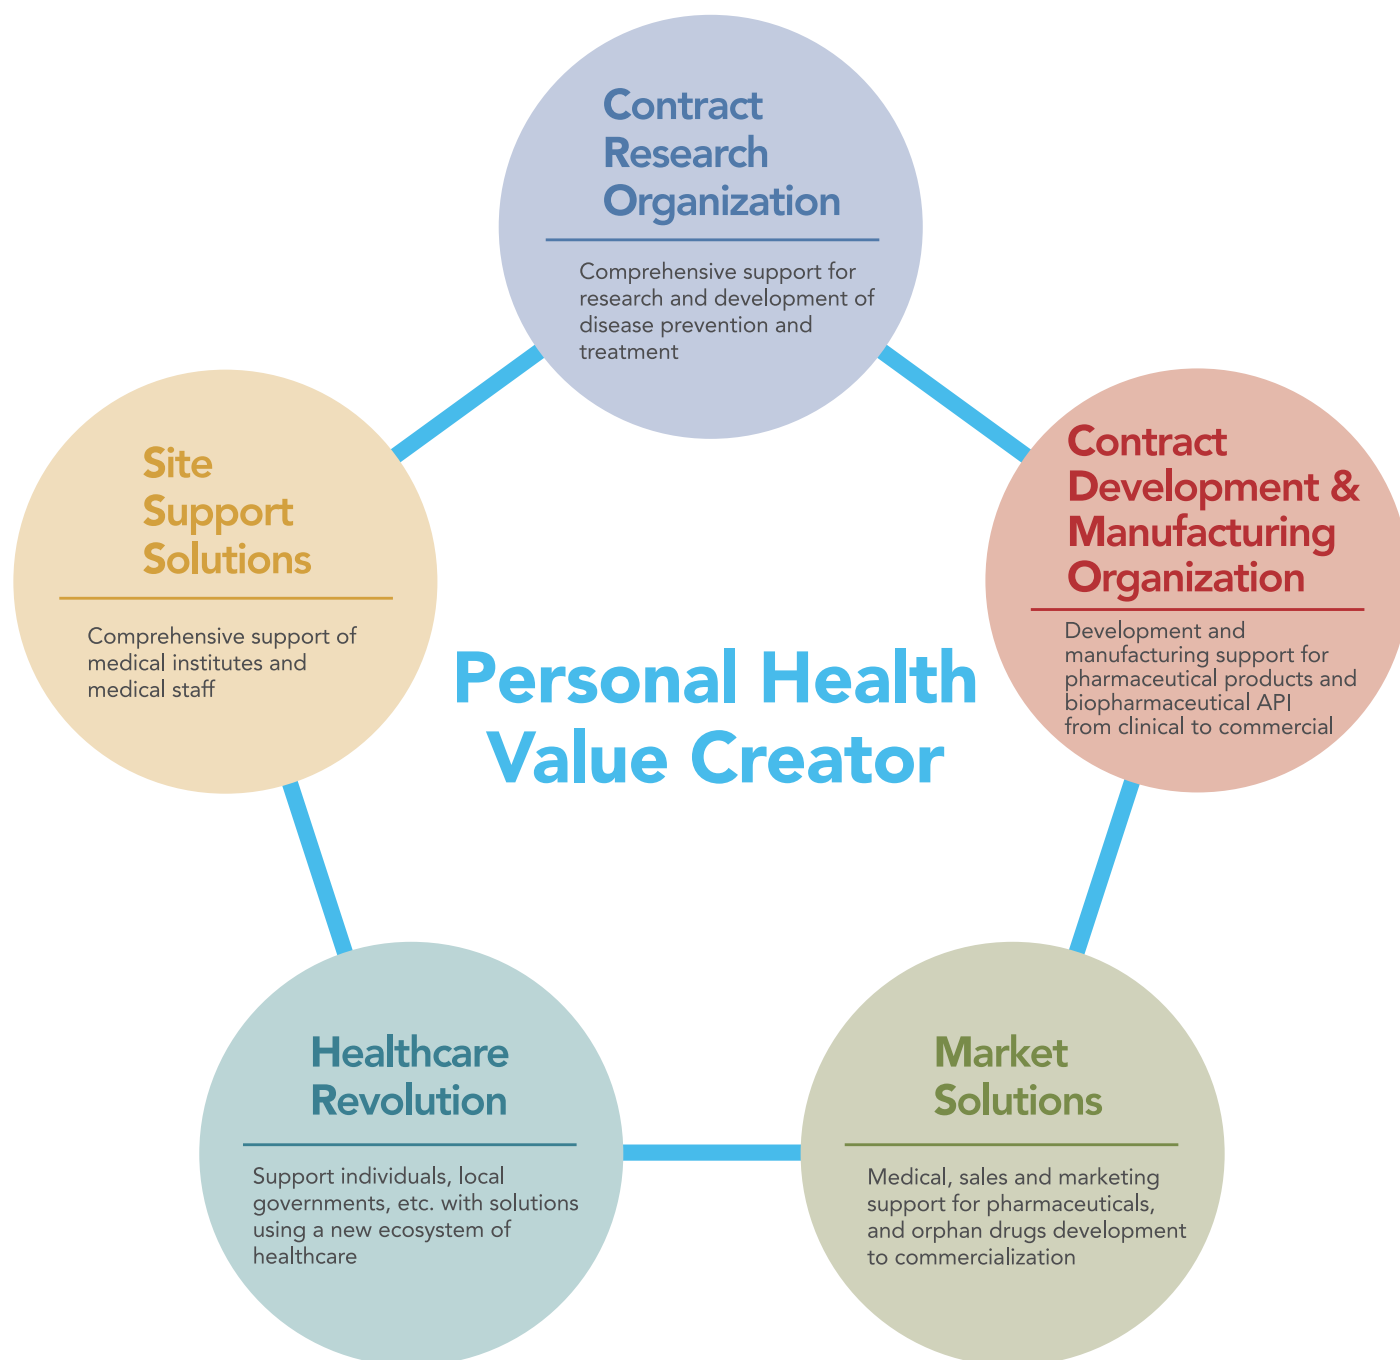 Contract
Research
Organization
Comprehensive support for
research and development of
disease prevention and
treatment
Site
Support
Solutions
Comprehensive support of
medical institutes and
medical staff
Contract
Development &
Manufacturing
Organization
Development and
manufacturing support for
pharmaceutical products and
biopharmaceutical API
from clinical to commercial
Personal Health
Value Creator
Healthcare
Revolution
Support individuals, local
governments, etc. with solutions
using a new ecosystem of
healthcare
Market
Solutions
Medical, sales and marketing
support for pharmaceuticals,
and orphan drugs development
to commercialization